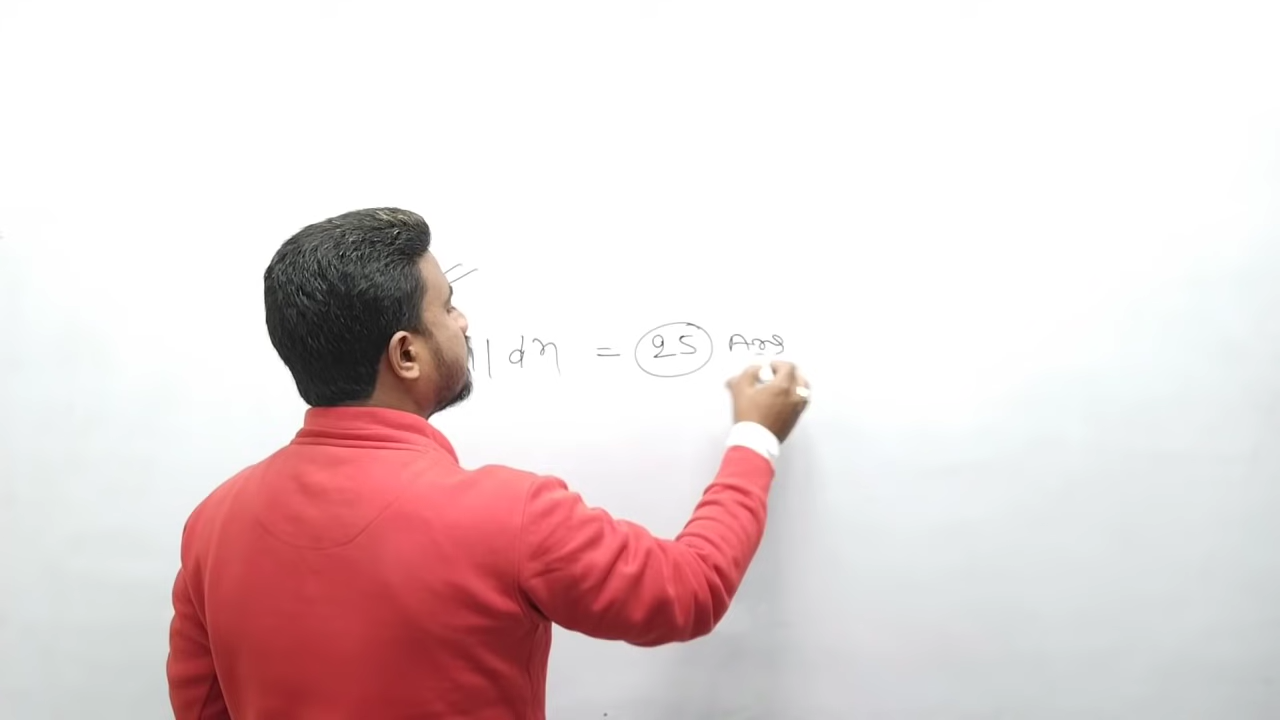 | dx = 25 Ans